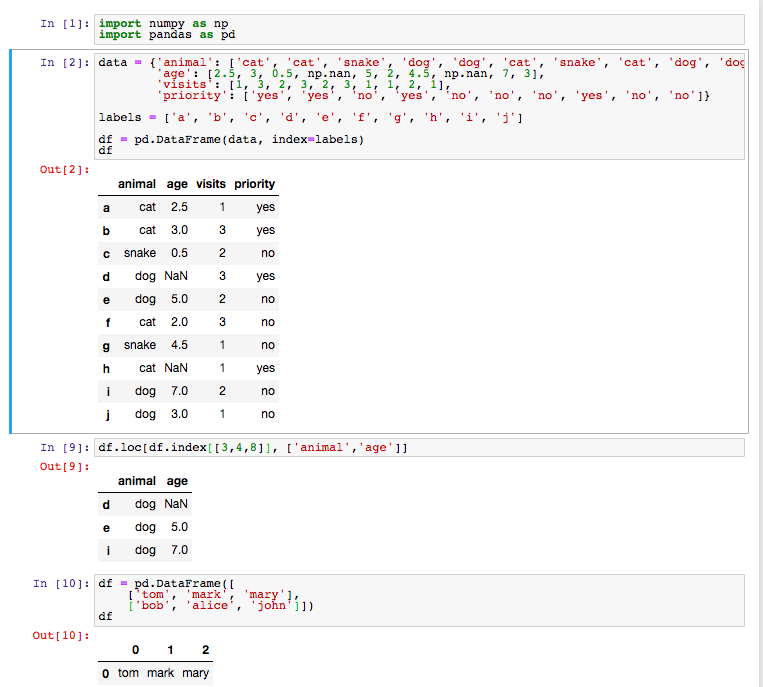 In [1]: import numpy as np
import pandas as pd
In [2]: data = {'animal': ['cat', 'cat', 'snake', 'dog', 'dog', 'cat', 'snake', 'cat', 'dog', 'dog
'age': [2.5, 3, 0.5, np.nan, 5, 2, 4.5, np.nan, 7, 3],
'visits': [1, 3, 2, 3, 2, 3, 1, 1, 2, 1],
'priority': ['yes', 'yes', 'no', 'yes', 'no', 'no', 'no', 'yes', 'no', 'no']}
labels = ['a', 'b', 'c', 'd', 'e', 'f', 'g', 'h', 'i', 'j']
df = pd.DataFrame(data, index=labels)
df
Out[2]:
animal age visits priority
a cat 2.5 1 yes
b cat 3.0 3 yes
c snake 0.5 2 no
d dog NaN 3 yes
e dog 5.0 2 no
f cat 2.0 3 no
g snake 4.5 1 no
h cat NaN 1 yes
i dog 7.0 2 no
j dog 3.0 1 no
In [9]: df.loc[df.index[[3,4,8]], ['animal','age']]
Out[9]:
animal age
d dog NaN
e dog 5.0
i dog 7.0
In [10]: df = pd.DataFrame([
['tom', 'mark', 'mary'],
['bob', 'alice', 'john']])
df
Out[10]:
0 1 2
0 tom mark mary